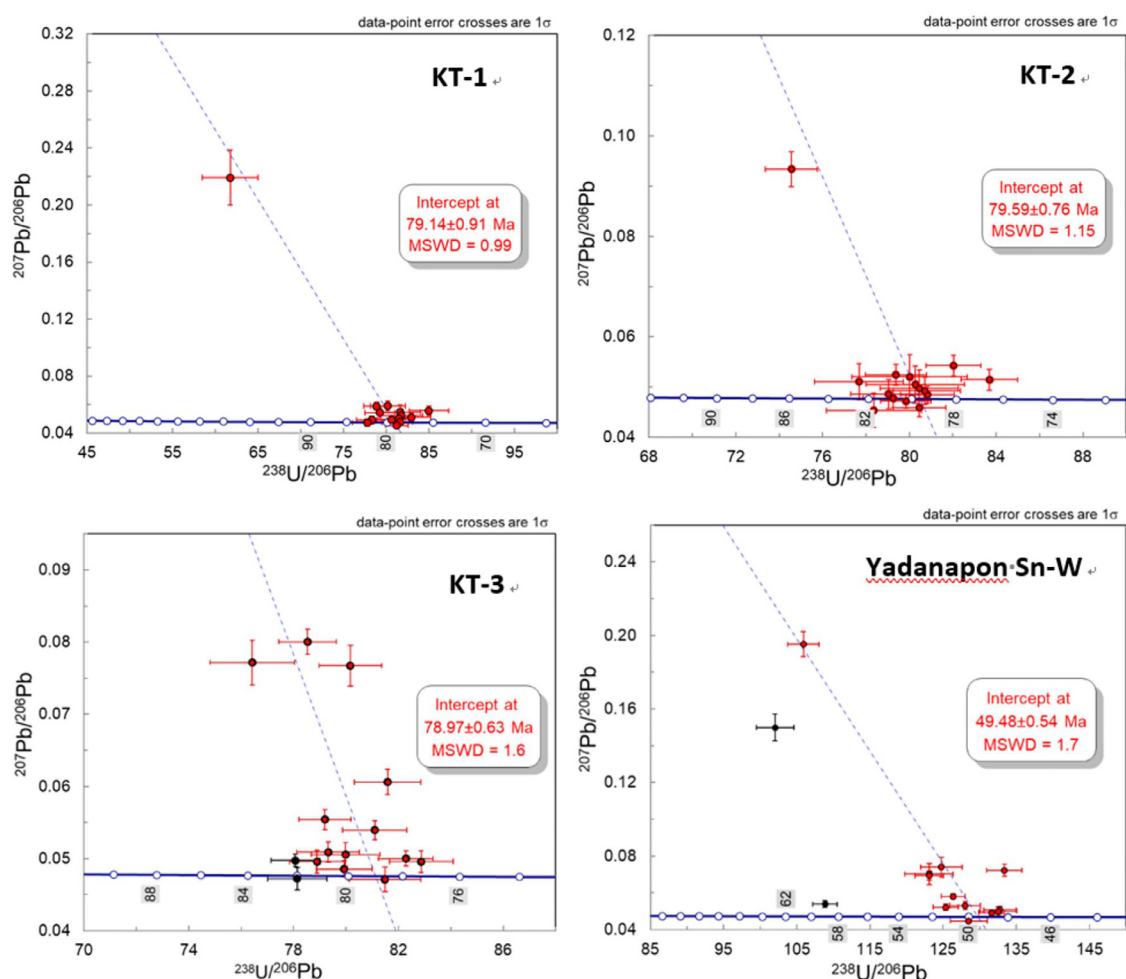 data-point error crosses are 1σ
KT-1
0.32
0.28
0.24
0.20
0.16
0.12
0.08
0.04
207Pb/206Pb
Intercept at
79.14±0.91 Ma
MSWD = 0.99
90
80
70
45 55 65 75 85 95
238U/206Pb
data-point error crosses are 1σ
KT-2
0.12
0.10
0.08
0.06
0.04
207Pb/206Pb
Intercept at
79.59±0.76 Ma
MSWD = 1.15
90 86 82 78 74
68 72 76 80 84 88
238U/206Pb
data-point error crosses are 1σ
KT-3
0.09
0.08
0.07
0.06
0.05
0.04
207Pb/206Pb
Intercept at
78.97±0.63 Ma
MSWD = 1.6
88 84 80 76
70 74 78 82 86
238U/206Pb
data-point error crosses are 1σ
Yadanapon Sn-W
0.24
0.20
0.16
0.12
0.08
0.04
207Pb/206Pb
Intercept at
49.48±0.54 Ma
MSWD = 1.7
62 58 54 50 46
85 105 125 145
238U/206Pb